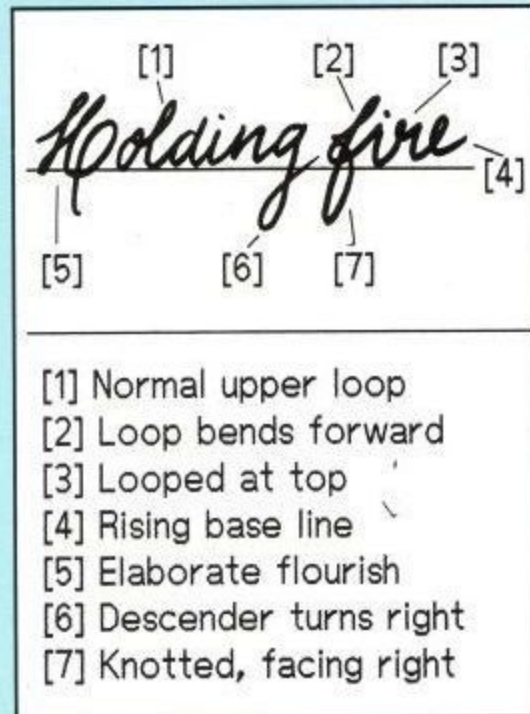 [1] [2] [3]
Holding fire
[4]
[5] [6] [7]
[1] Normal upper loop
[2] Loop bends forward
[3] Looped at top
[4] Rising base line
[5] Elaborate flourish
[6] Descender turns right
[7] Knotted, facing right